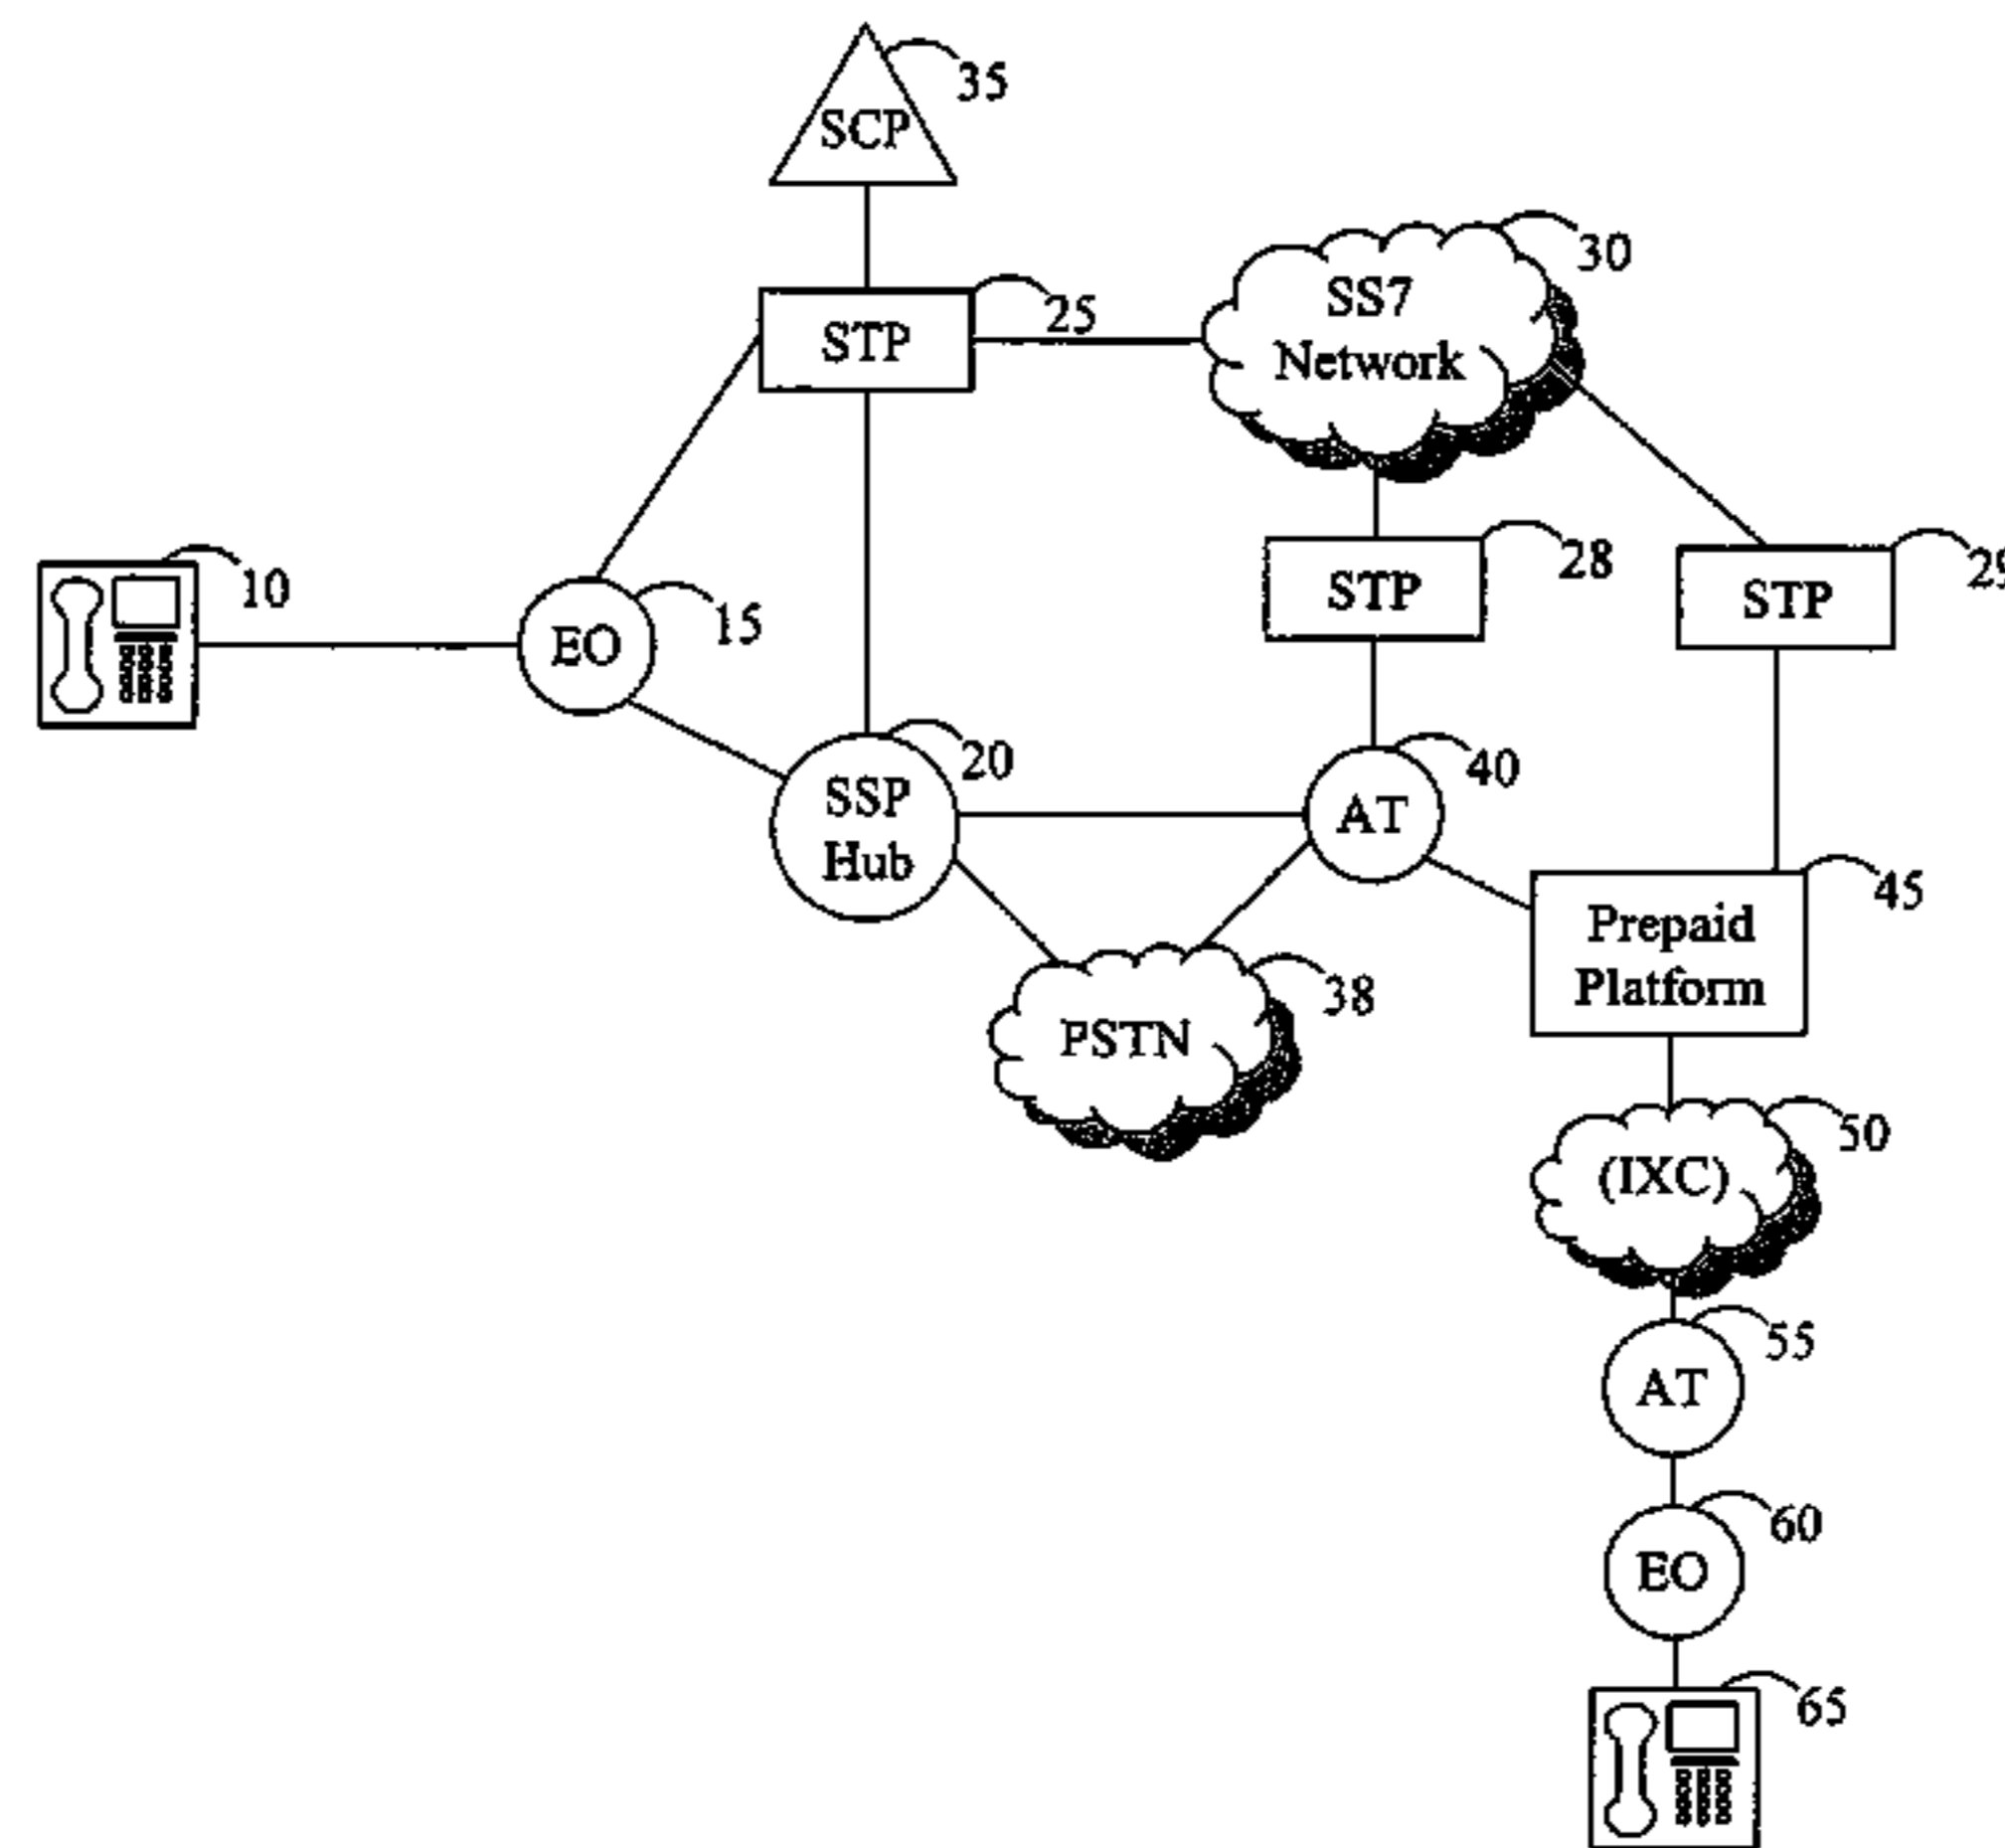 35
SCP
30
SS7
Network
25
STP
10
EO
15
28
STP
29
STP
20
SSP
Hub
40
AT
45
Prepaid
Platform
38
PSTN
50
(IXC)
55
AT
60
EO
65